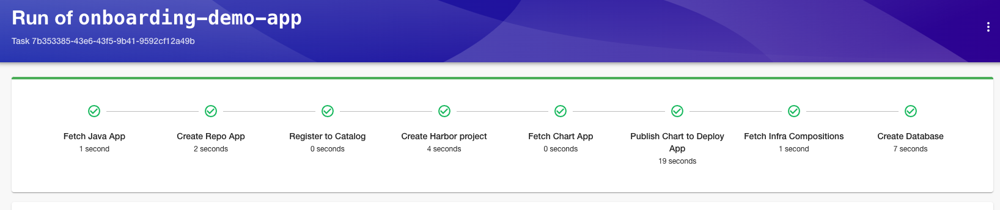 Run of onboarding-demo-app
Task 7b353385-43e6-43f5-9b41-9592cf12a49b
Fetch Java App
1 second
Create Repo App
2 seconds
Register to Catalog
0 seconds
Create Harbor project
4 seconds
Fetch Chart App
0 seconds
Publish Chart to Deploy
App
19 seconds
Fetch Infra Compositions
1 second
Create Database
7 seconds